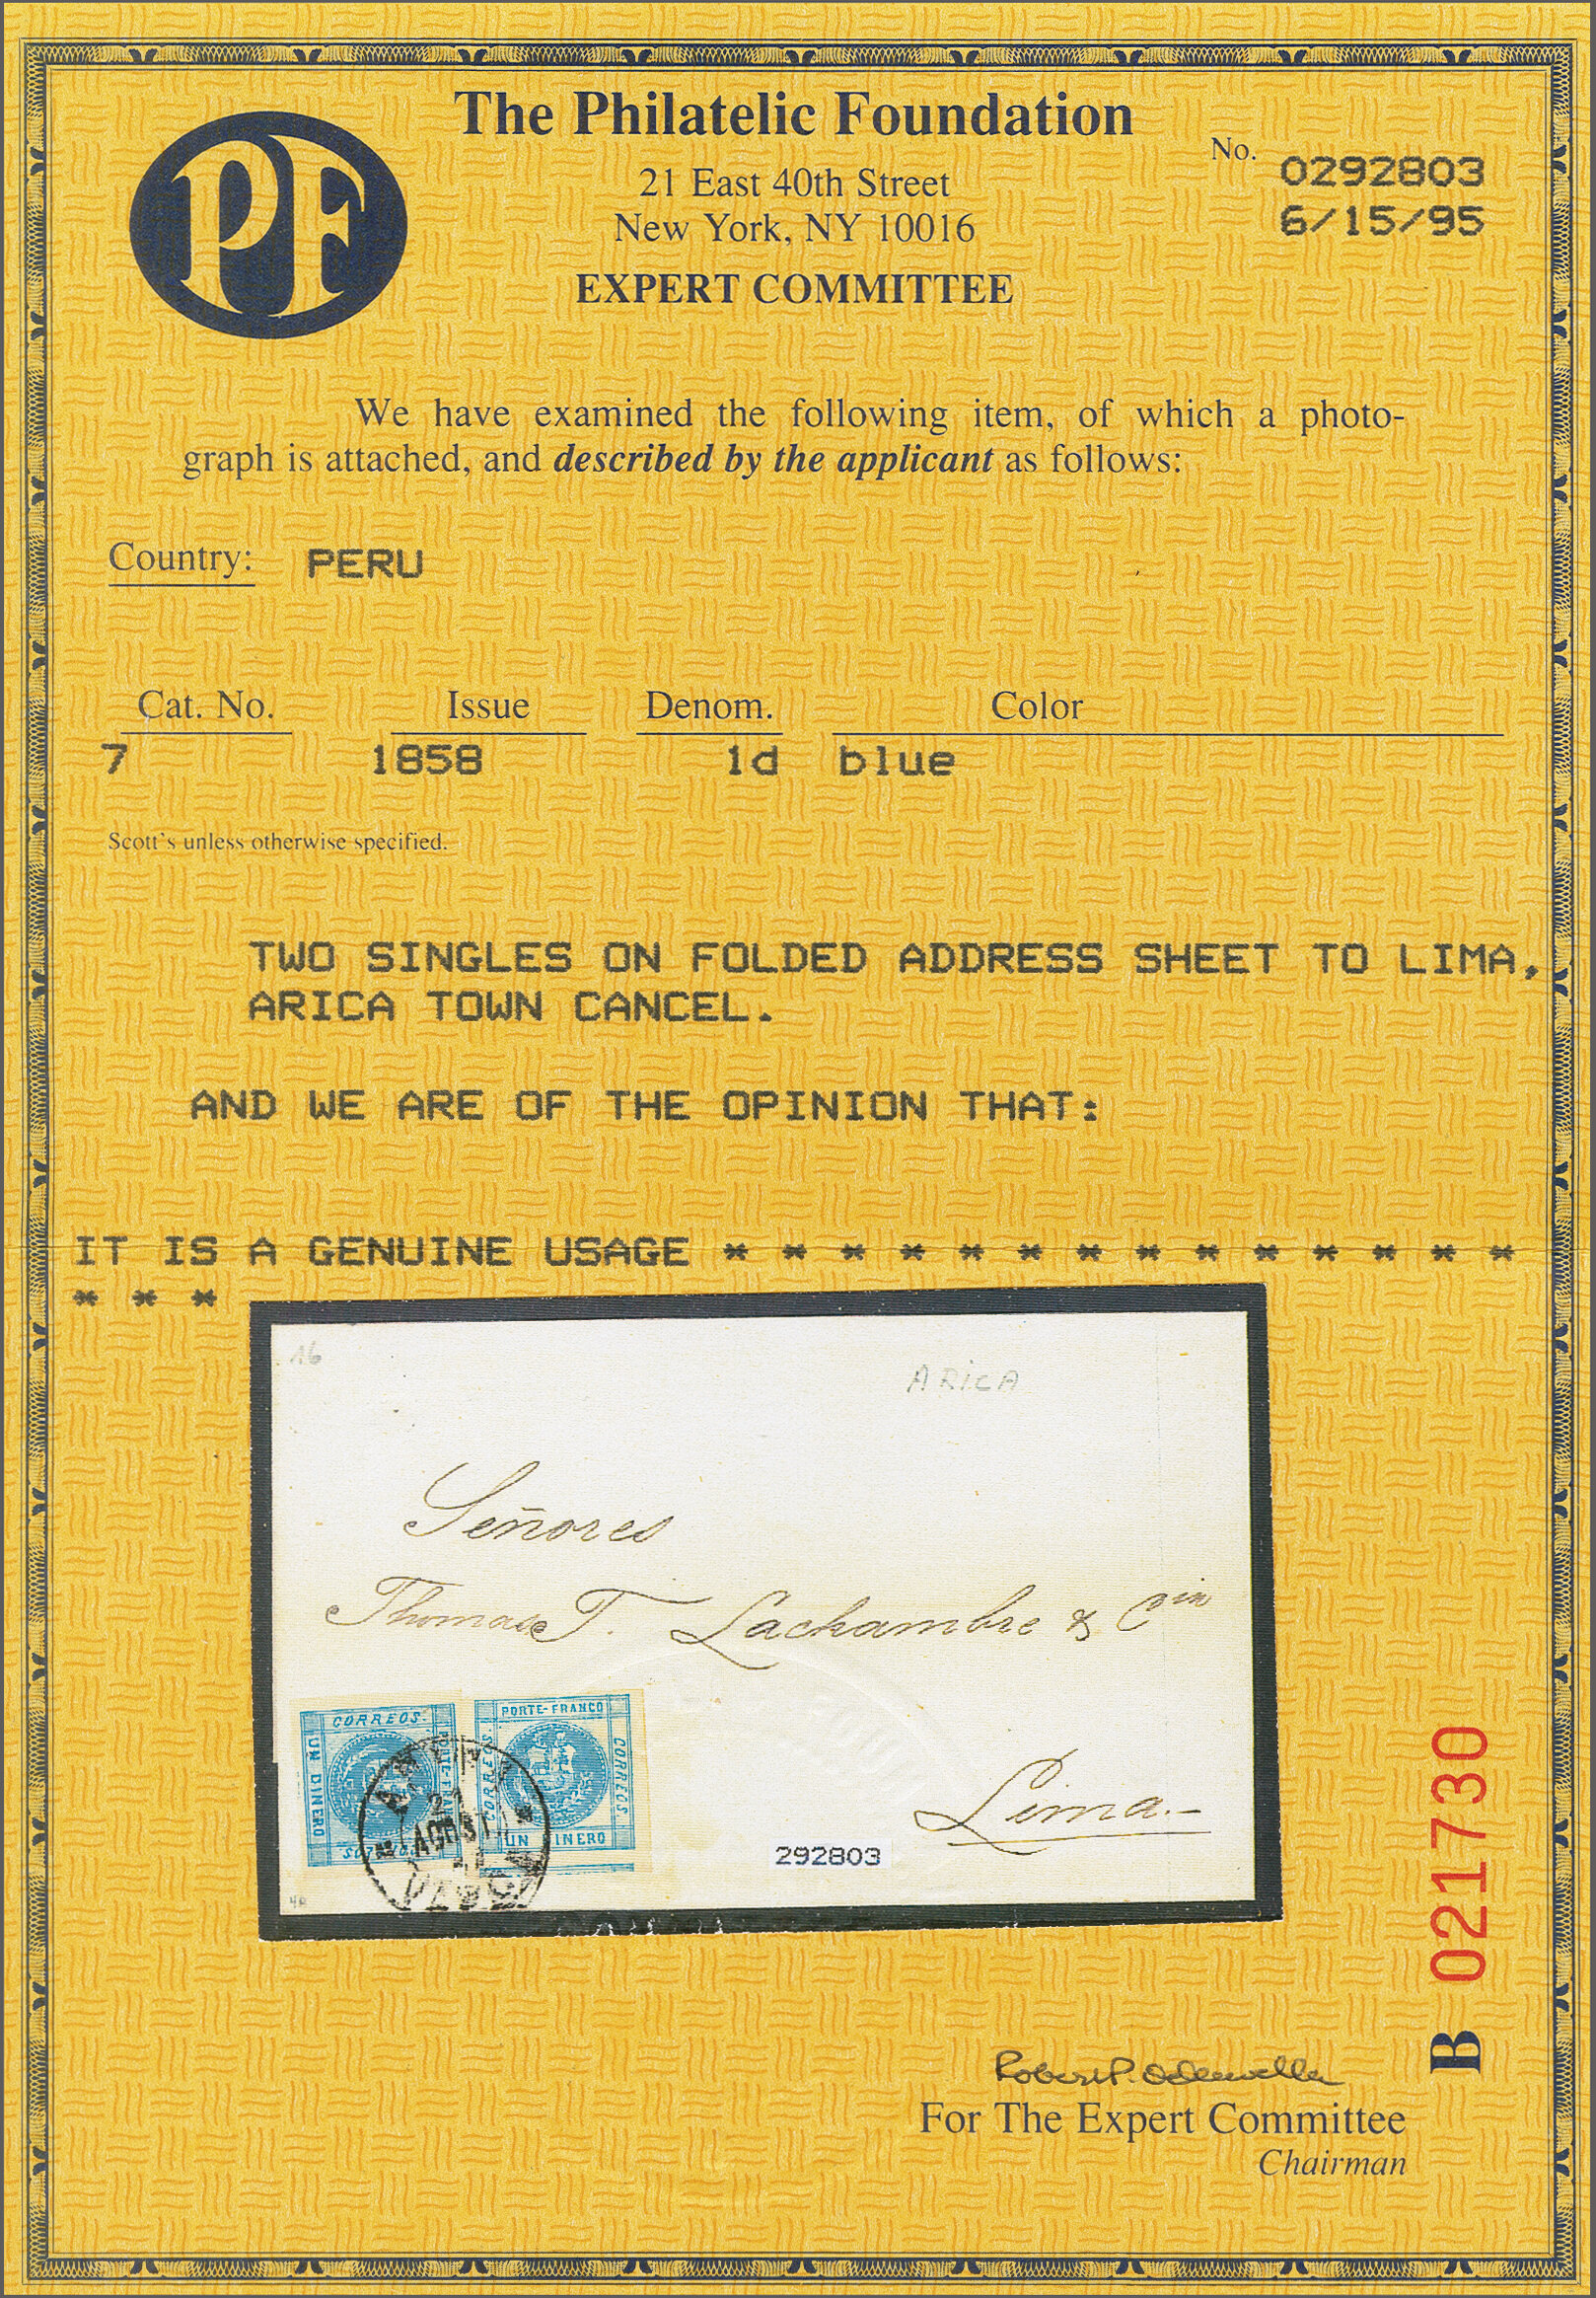 PF
The Philatelic Foundation
21 East 40th Street
New York, NY 10016
EXPERT COMMITTEE
No. 0292803
6/15/95
We have examined the following item, of which a photo-
graph is attached, and described by the applicant as follows:
Country: PERU
Cat. No. Issue Denom. Color
7 1858 1d blue
Scott's unless otherwise specified.
TWO SINGLES ON FOLDED ADDRESS SHEET TO LIMA,
ARICA TOWN CANCEL.
AND WE ARE OF THE OPINION THAT:
IT IS A GENUINE USAGE * * * * * * * * * * * * * *
* * *
16
ARICA
Señores
Thomas T. Lachambre & Cia
CORREOS.
UN DINERO
PORTE-FRANCO
CORREOS.
CORREOS.
UN INERO
Lima.-
292803
B 021730
For The Expert Committee
Chairman